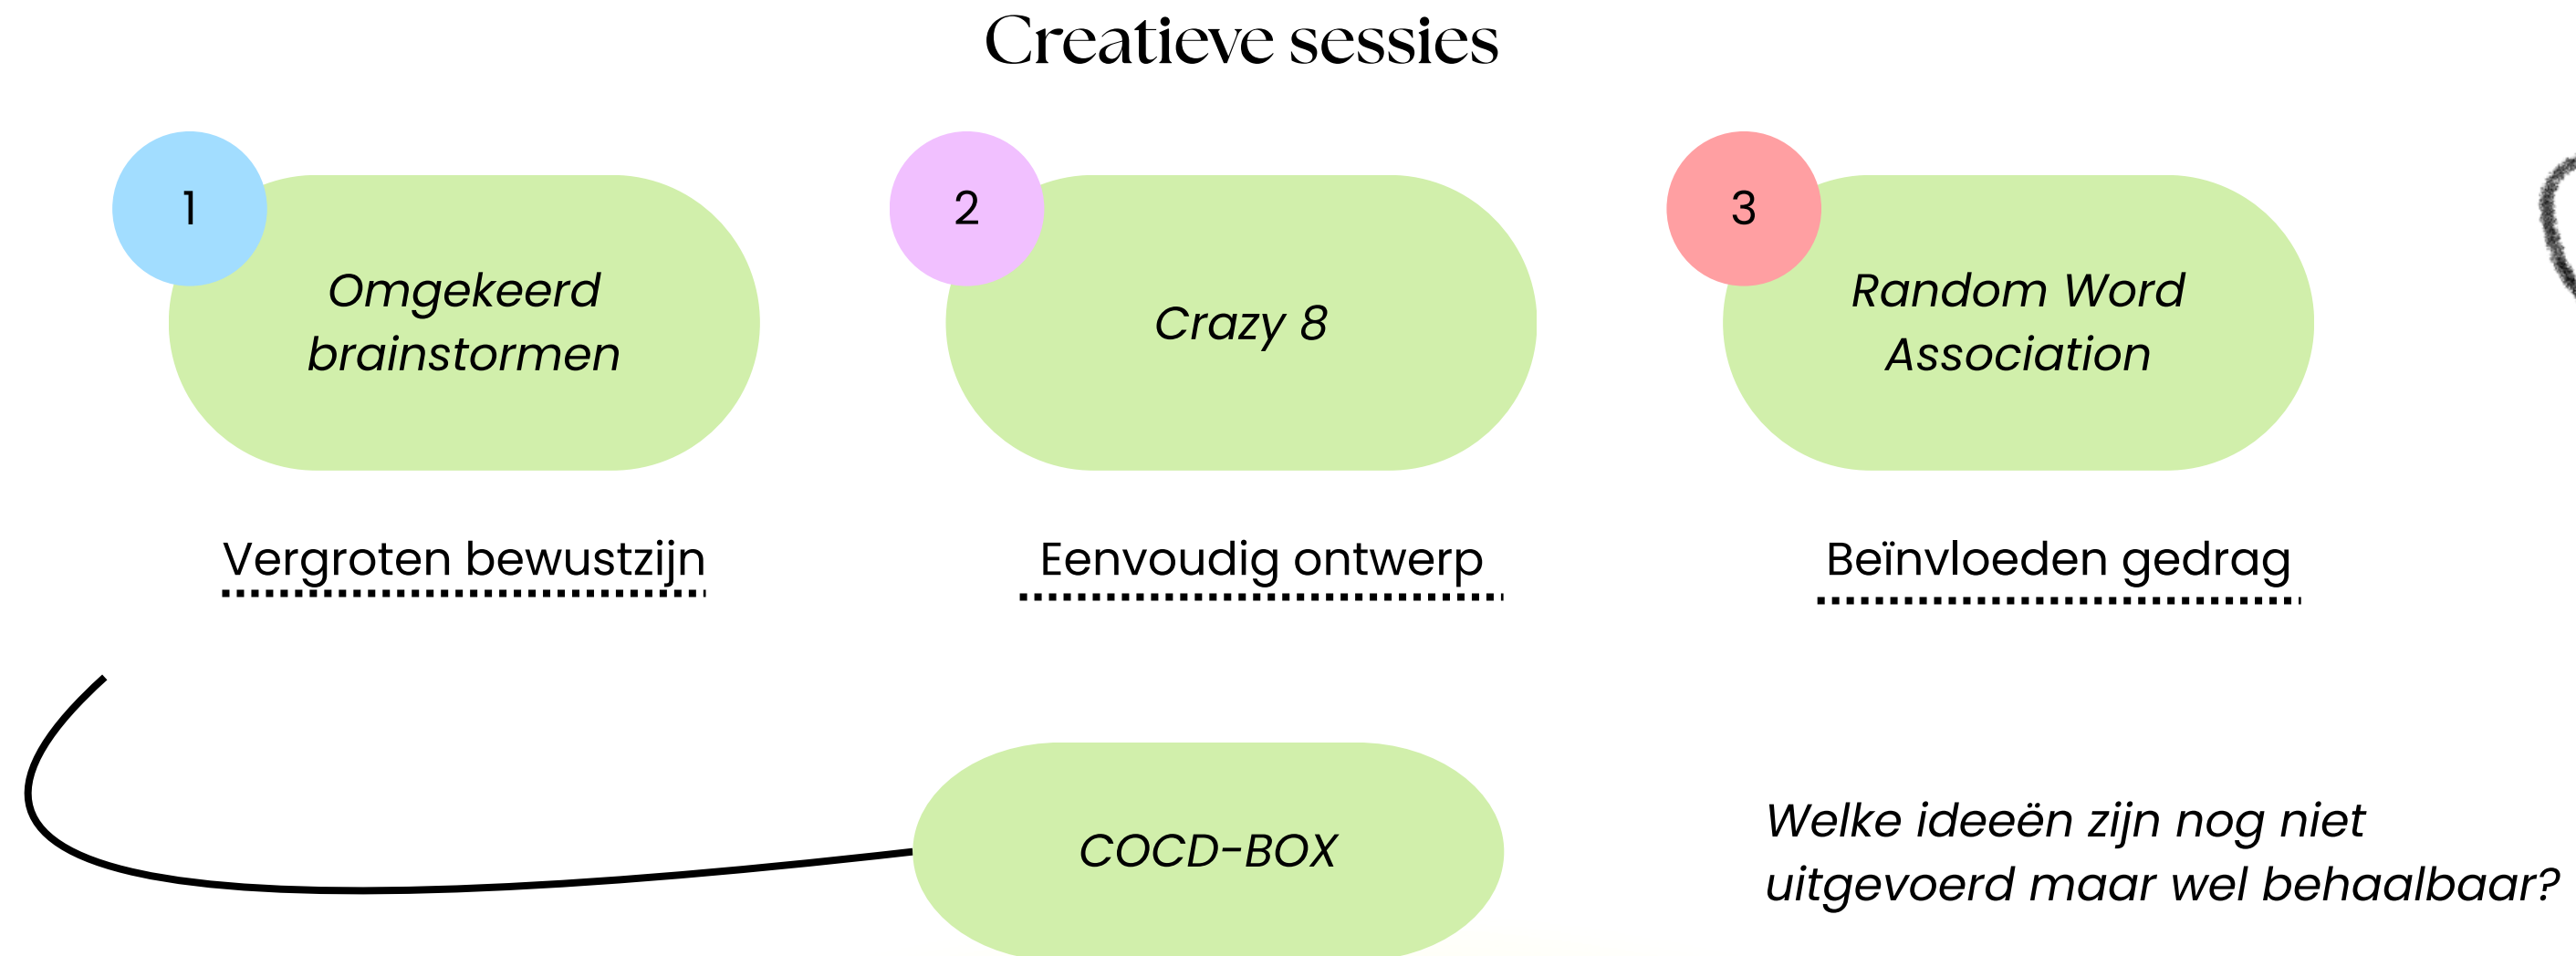 Creatieve sessies
1
Omgekeerd
brainstormen
Vergroten bewustzijn
2
Crazy 8
Eenvoudig ontwerp
3
Random Word
Association
Beïnvloeden gedrag
COCD-BOX
Welke ideeën zijn nog niet
uitgevoerd maar wel behaalbaar?